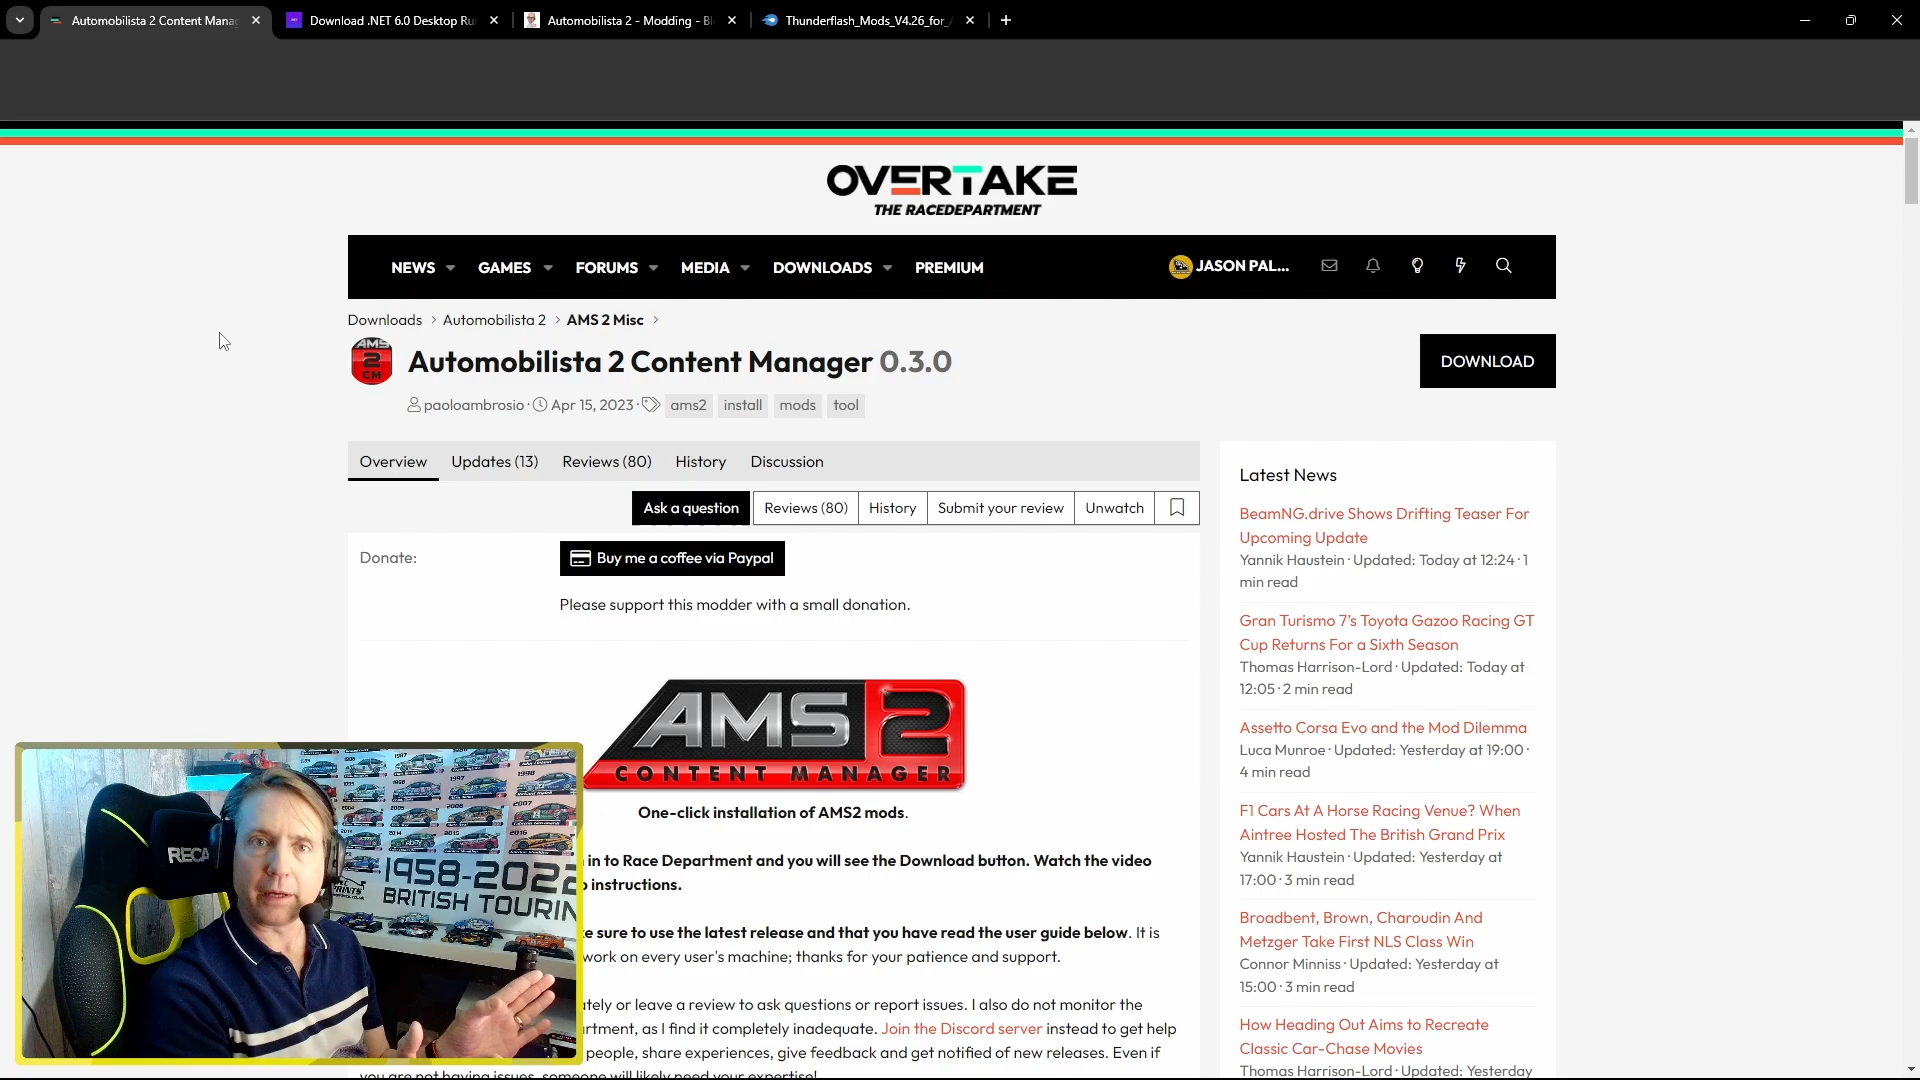 Automobilista 2 Content Manag
Download .NET 6.0 Desktop Ru
Automobilista 2 - Modding - Bl
Thunderflash_Mods_V4.26_for_
OVERTAKE
THE RACEDEPARTMENT
NEWS GAMES FORUMS MEDIA DOWNLOADS PREMIUM JASON PAL...
Downloads > Automobilista 2 > AMS 2 Misc >
AMS 2 CM
Automobilista 2 Content Manager 0.3.0
DOWNLOAD
paoloambrosio · Apr 15, 2023 · ams2 install mods tool
Overview Updates (13) Reviews (80) History Discussion
Ask a question Reviews (80) History Submit your review Unwatch
Donate: Buy me a coffee via Paypal
Please support this modder with a small donation.
AMS 2
CONTENT MANAGER
One-click installation of AMS2 mods.
in to Race Department and you will see the Download button. Watch the video
instructions.
sure to use the latest release and that you have read the user guide below. It is
work on every user's machine; thanks for your patience and support.
or leave a review to ask questions or report issues. I also do not monitor the
as I find it completely inadequate. Join the Discord server instead to get help
people, share experiences, give feedback and get notified of new releases. Even if
you are not having issues, someone will likely need your expertise!
Latest News
BeamNG.drive Shows Drifting Teaser For
Upcoming Update
Yannik Haustein · Updated: Today at 12:24 · 1
min read
Gran Turismo 7's Toyota Gazoo Racing GT
Cup Returns For a Sixth Season
Thomas Harrison-Lord · Updated: Today at
12:05 · 2 min read
Assetto Corsa Evo and the Mod Dilemma
Luca Munroe · Updated: Yesterday at 19:00 ·
4 min read
F1 Cars At A Horse Racing Venue? When
Aintree Hosted The British Grand Prix
Yannik Haustein · Updated: Yesterday at
17:00 · 3 min read
Broadbent, Brown, Charoudin And
Metzger Take First NLS Class Win
Connor Minniss · Updated: Yesterday at
15:00 · 3 min read
How Heading Out Aims to Recreate
Classic Car-Chase Movies
Thomas Harrison-Lord · Updated: Yesterday
RECA
1958-2022
BRITISH TOURIN